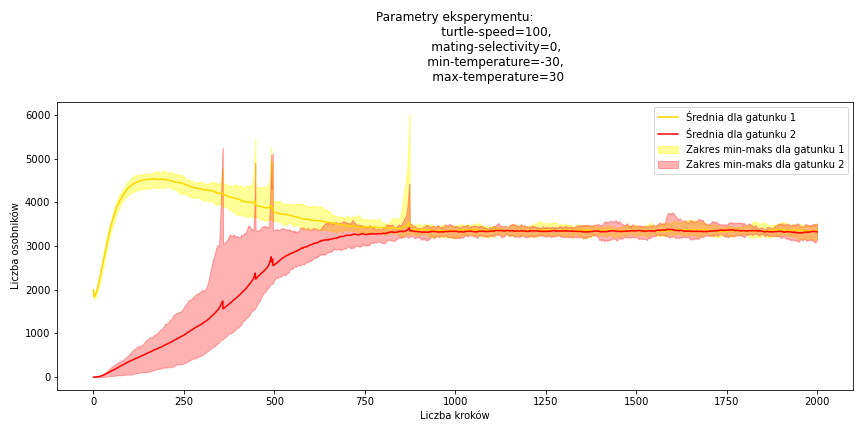 Parametry eksperymentu:
turtle-speed=100,
mating-selectivity=0,
min-temperature=-30,
max-temperature=30
Średnia dla gatunku 1
Średnia dla gatunku 2
Zakres min-maks dla gatunku 1
Zakres min-maks dla gatunku 2
Liczba osobników
6000
5000
4000
3000
2000
1000
0
0 250 500 750 1000 1250 1500 1750 2000
Liczba kroków